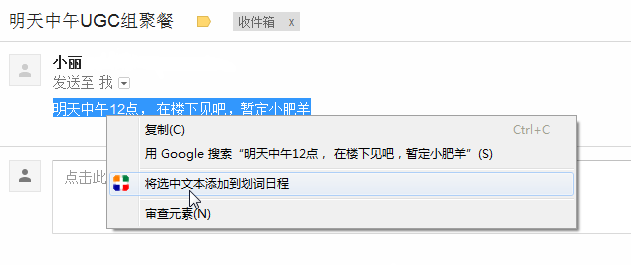 明天中午UGC组聚餐 收件箱 x
小丽
发送至 我
明天中午12点，在楼下见吧，暂定小肥羊
复制(C) Ctrl+C
用 Google 搜索“明天中午12点，在楼下见吧，暂定小肥羊”(S)
点击此
将选中文本添加到划词日程
审查元素(N)